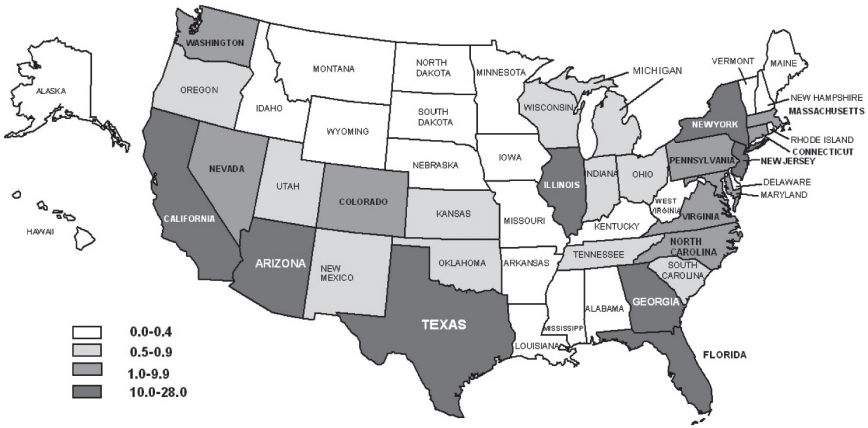 WASHINGTON
MONTANA
NORTH
DAKOTA
MINNESOTA
VERMONT
MAINE
MICHIGAN
ALASKA
OREGON
IDAHO
WISCONSIN
NEW HAMPSHIRE
MASSACHUSETTS
SOUTH
DAKOTA
WYOMING
NEWYORK
RHODE ISLAND
CONNECTICUT
NEW JERSEY
NEVADA
NEBRASKA
IOWA
PENNSYLVANIA
UTAH
ILLINOIS
INDIANA
OHIO
DELAWARE
MARYLAND
COLORADO
KANSAS
MISSOURI
WEST
VIRGINIA
VIRGINIA
CALIFORNIA
KENTUCKY
HAWAII
NORTH
CAROLINA
ARIZONA
NEW
MEXICO
OKLAHOMA
ARKANSAS
TENNESSEE
SOUTH
CAROLINA
TEXAS
MISSISSIPP
ALABAMA
GEORGIA
LOUISIANA
FLORIDA
0.0-0.4
0.5-0.9
1.0-9.9
10.0-28.0